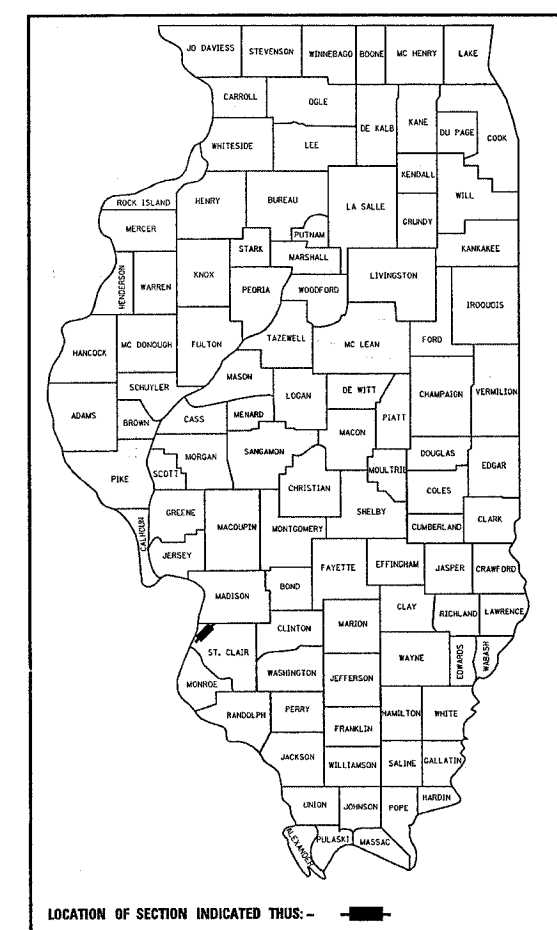 JO DAVIESS STEVENSON WINNEBAGO BOONE MC HENRY LAKE
CARROLL OGLE DE KALB KANE DU PAGE COOK
WHITESIDE LEE KENDALL WILL
ROCK ISLAND HENRY BUREAU LA SALLE GRUNDY
MERCER PUTNAM KANKAKEE
HENDERSON WARREN KNOX STARK MARSHALL LIVINGSTON
PEORIA WOODFORD IROQUOIS
HANCOCK MC DONOUGH FULTON TAZEWELL MC LEAN FORD
SCHUYLER MASON LOGAN DE WITT CHAMPAIGN VERMILION
ADAMS BROWN CASS MENARD MACON PIATT
MORGAN SANGAMON DOUGLAS EDGAR
PIKE SCOTT CHRISTIAN MOULTRIE COLES
CALHOUN GREENE MACOUPIN MONTGOMERY SHELBY CUMBERLAND CLARK
JERSEY FAYETTE EFFINGHAM JASPER CRAWFORD
MADISON BOND CLAY RICHLAND LAWRENCE
ST. CLAIR CLINTON MARION WAYNE EDWARDS WABASH
MONROE WASHINGTON JEFFERSON
RANDOLPH PERRY FRANKLIN HAMILTON WHITE
JACKSON WILLIAMSON SALINE GALLATIN
UNION JOHNSON POPE HARDIN
ALEXANDER PULASKI MASSAC
LOCATION OF SECTION INDICATED THUS: -